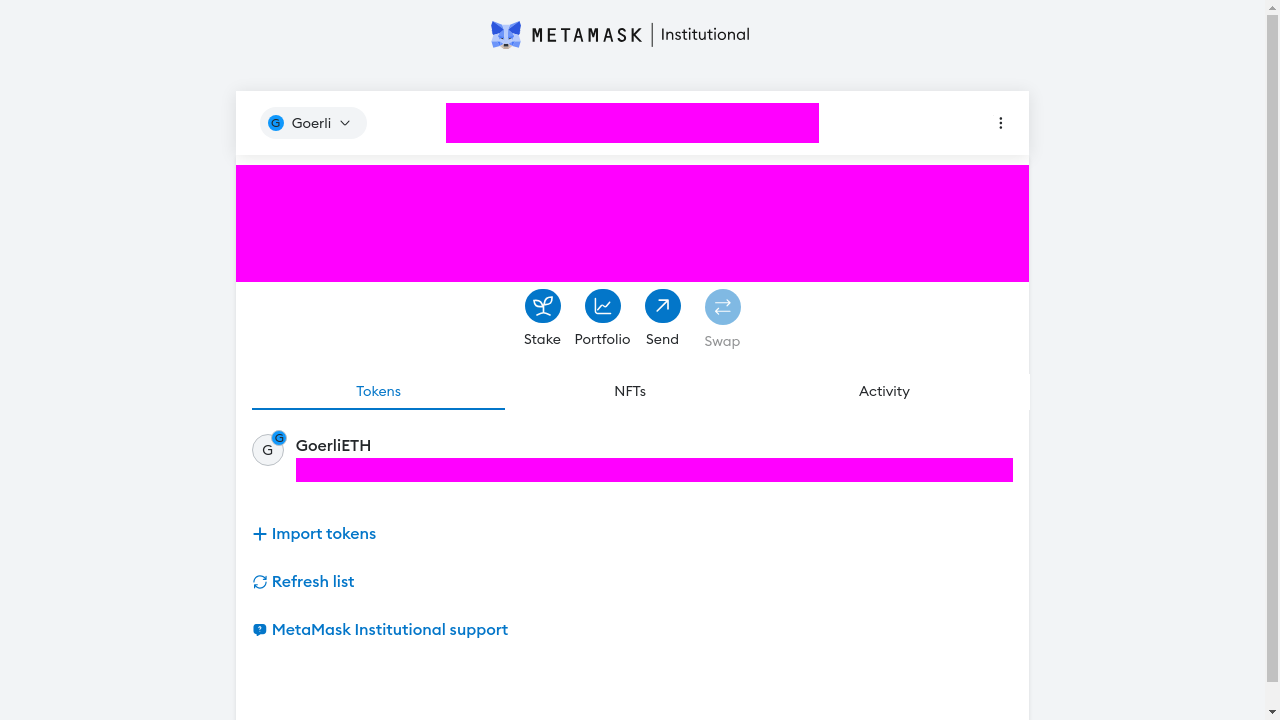 METAMASK | Institutional
G Goerli
Stake Portfolio Send Swap
Tokens NFTs Activity
G G GoerliETH
Import tokens
Refresh list
MetaMask Institutional support